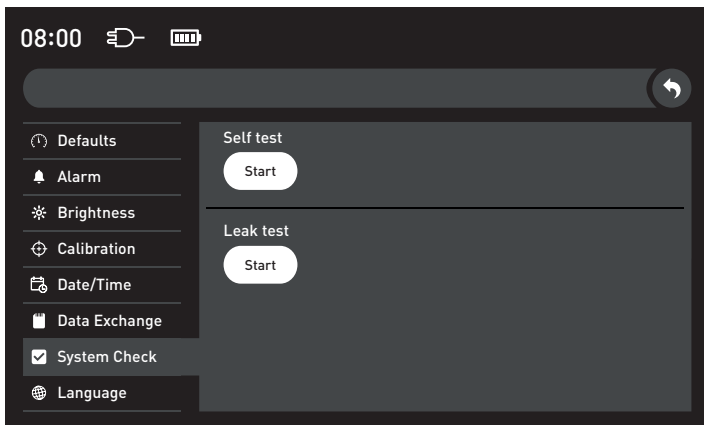 08:00
Defaults
Alarm
Brightness
Calibration
Date/Time
Data Exchange
System Check
Language
Self test
Start
Leak test
Start